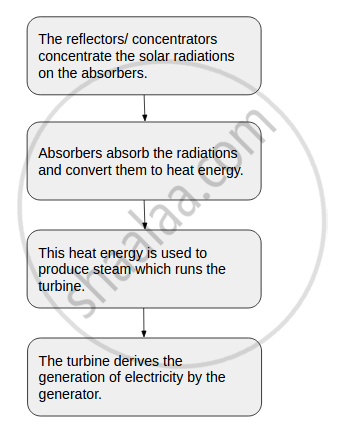 The reflectors/ concentrators
concentrate the solar radiations
on the absorbers.
Absorbers absorb the radiations
and convert them to heat energy.
This heat energy is used to
produce steam which runs the
turbine.
The turbine derives the
generation of electricity by the
generator.
shaalaa.com